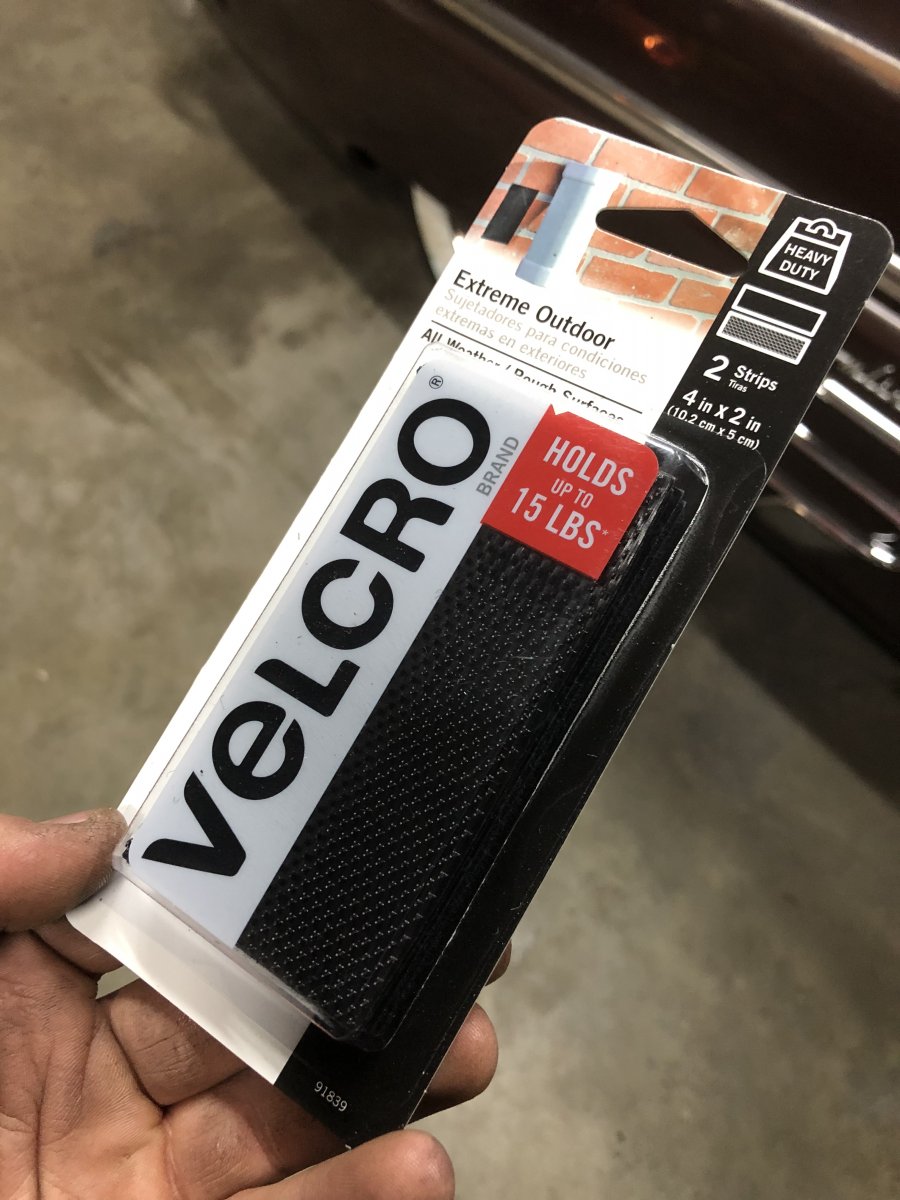 HEAVY
DUTY
Extreme Outdoor
Sujetadores para condiciones
extremas en exteriores
All Weather / Rough Surfaces
2 Strips
Tiras
4 in X 2 in
(10.2 cm x 5 cm)
VELCRO®
BRAND
HOLDS
UP TO
15 LBS*
91839